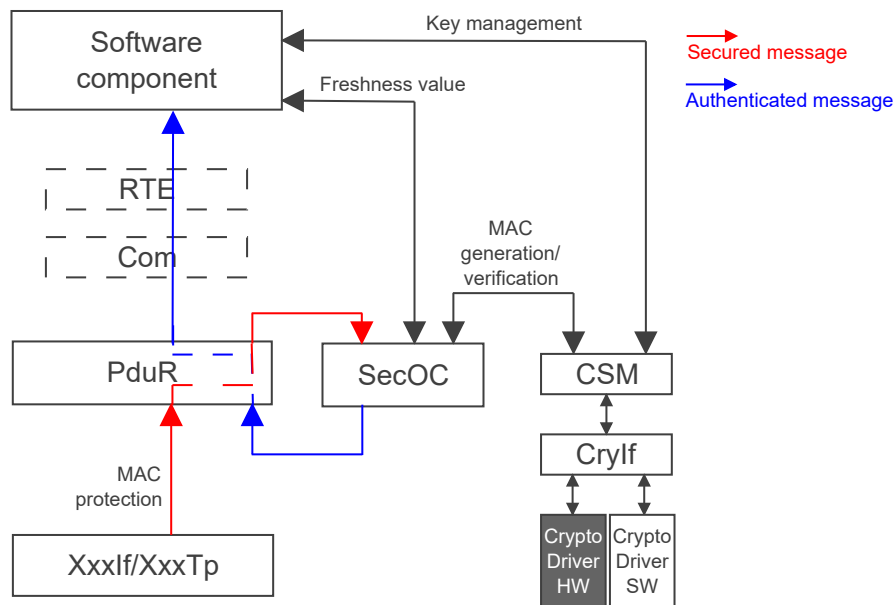 Software
component
Key management
Freshness value
Secured message
Authenticated message
RTE
Com
MAC
generation/
verification
PduR
SecOC
CSM
CryIf
MAC
protection
XxxIf/XxxTp
Crypto
Driver
HW
Crypto
Driver
SW